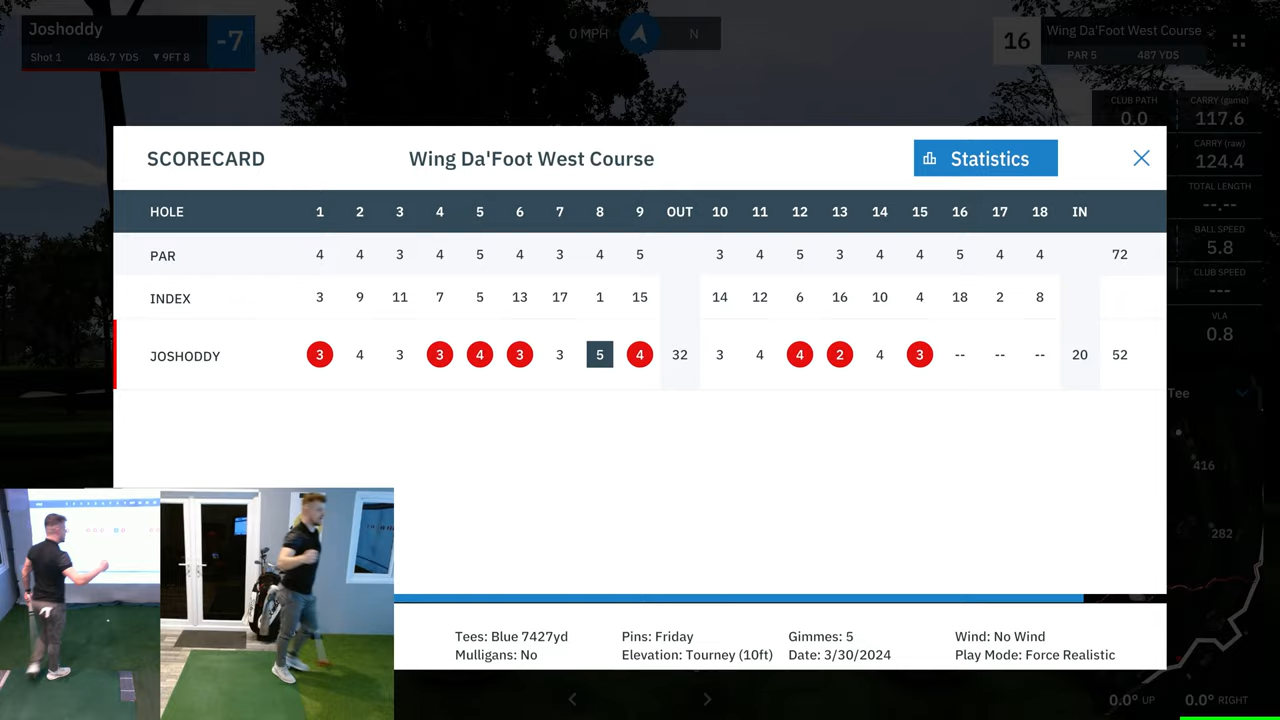 Joshoddy
-7
Shot 1 486.7 YDS ▼ 9FT 8
0 MPH
N
16
Wing Da'Foot West Course
PAR 5 487 YDS
CLUB PATH
0.0
CARRY (game)
117.6
CARRY (raw)
124.4
TOTAL LENGTH
--.--
BALL SPEED
5.8
CLUB SPEED
---
VLA
0.8
SCORECARD
Wing Da'Foot West Course
Statistics
HOLE 1 2 3 4 5 6 7 8 9 OUT 10 11 12 13 14 15 16 17 18 IN
PAR 4 4 3 4 5 4 3 4 5 3 4 5 3 4 4 5 4 4 72
INDEX 3 9 11 7 5 13 17 1 15 14 12 6 16 10 4 18 2 8
JOSHODDY 3 4 3 3 4 3 3 5 4 32 3 4 4 2 4 3 -- -- -- 20 52
Tee
416
282
Tees: Blue 7427yd
Pins: Friday
Gimmes: 5
Wind: No Wind
Mulligans: No
Elevation: Tourney (10ft)
Date: 3/30/2024
Play Mode: Force Realistic
0.0° UP
0.0° RIGHT